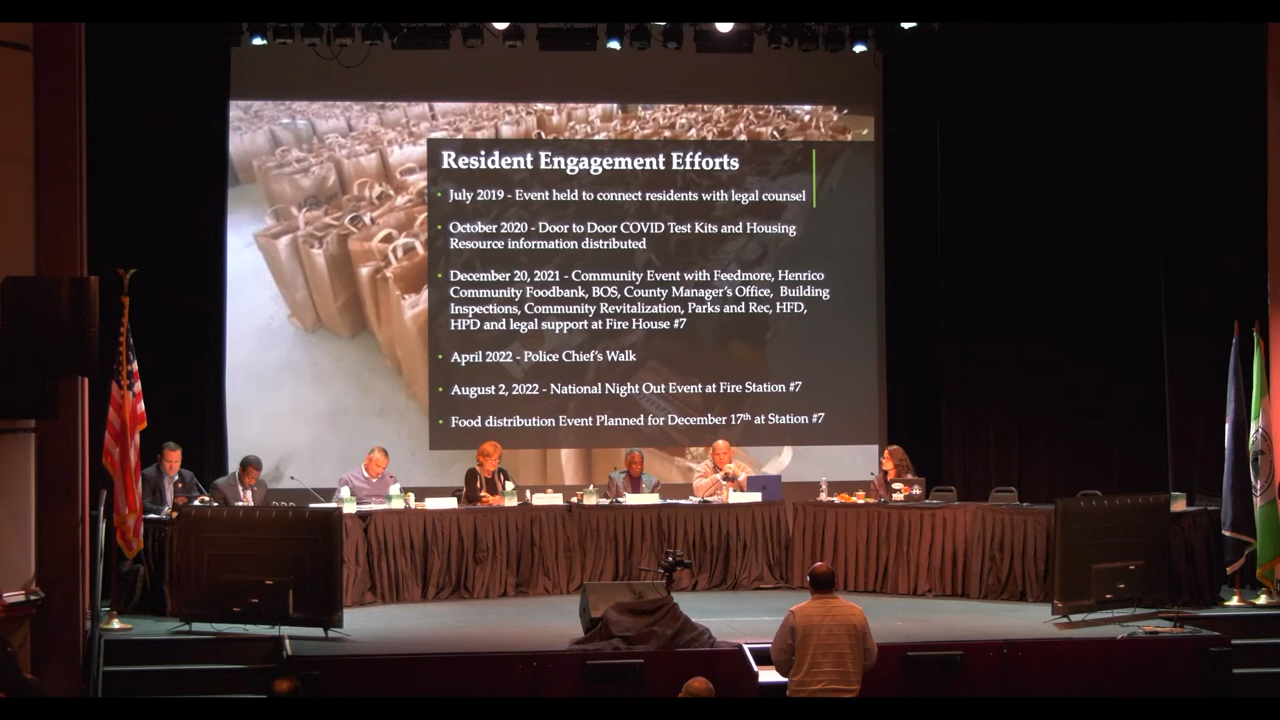 Resident Engagement Efforts
• July 2019 - Event held to connect residents with legal counsel
• October 2020 - Door to Door COVID Test Kits and Housing
Resource information distributed
• December 20, 2021 - Community Event with Feedmore, Henrico
Community Foodbank, BOS, County Manager's Office, Building
Inspections, Community Revitalization, Parks and Rec, HFD,
HPD and legal support at Fire House #7
• April 2022 - Police Chief's Walk
• August 2, 2022 - National Night Out Event at Fire Station #7
• Food distribution Event Planned for December 17th at Station #7